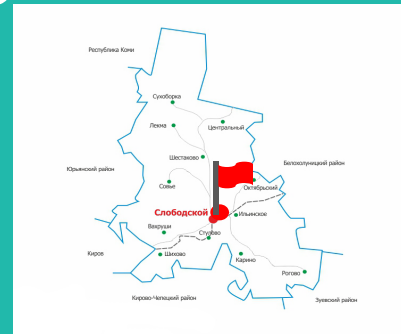 Республика Коми
Сухоборка
Лекма
Центральный
Шестаково
Белохолуницкий район
Юрьянский район
Совье
Октябрьский
Слободской
Ильинское
Вахруши
Стулово
Киров
Шихово
Карино
Рогово
Кирово-Чепецкий район
Зуевский район